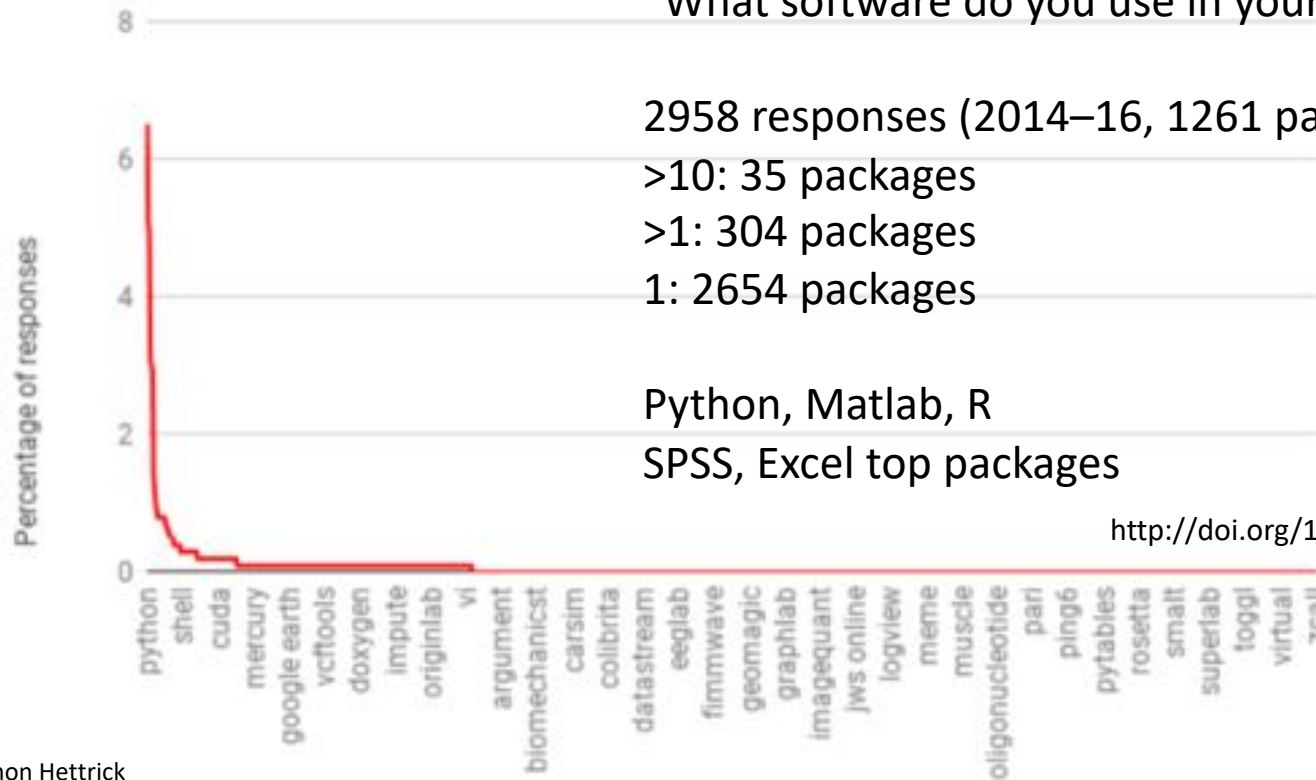 "What software do you use in your
2958 responses (2014–16, 1261 pa
>10: 35 packages
>1: 304 packages
1: 2654 packages
Python, Matlab, R
SPSS, Excel top packages
http://doi.org/1
Percentage of responses
8
6
4
2
0
python
shell
cuda
mercury
google earth
vcftools
doxygen
impute
originlab
vi
argument
biomechanicst
carsim
colibrita
datastream
eeglab
fimmwave
geomagic
graphlab
imagequant
jws online
logview
meme
muscle
oligonucleotide
pari
ping6
pytables
rosetta
smalt
superlab
toggl
virtual
non Hettrick